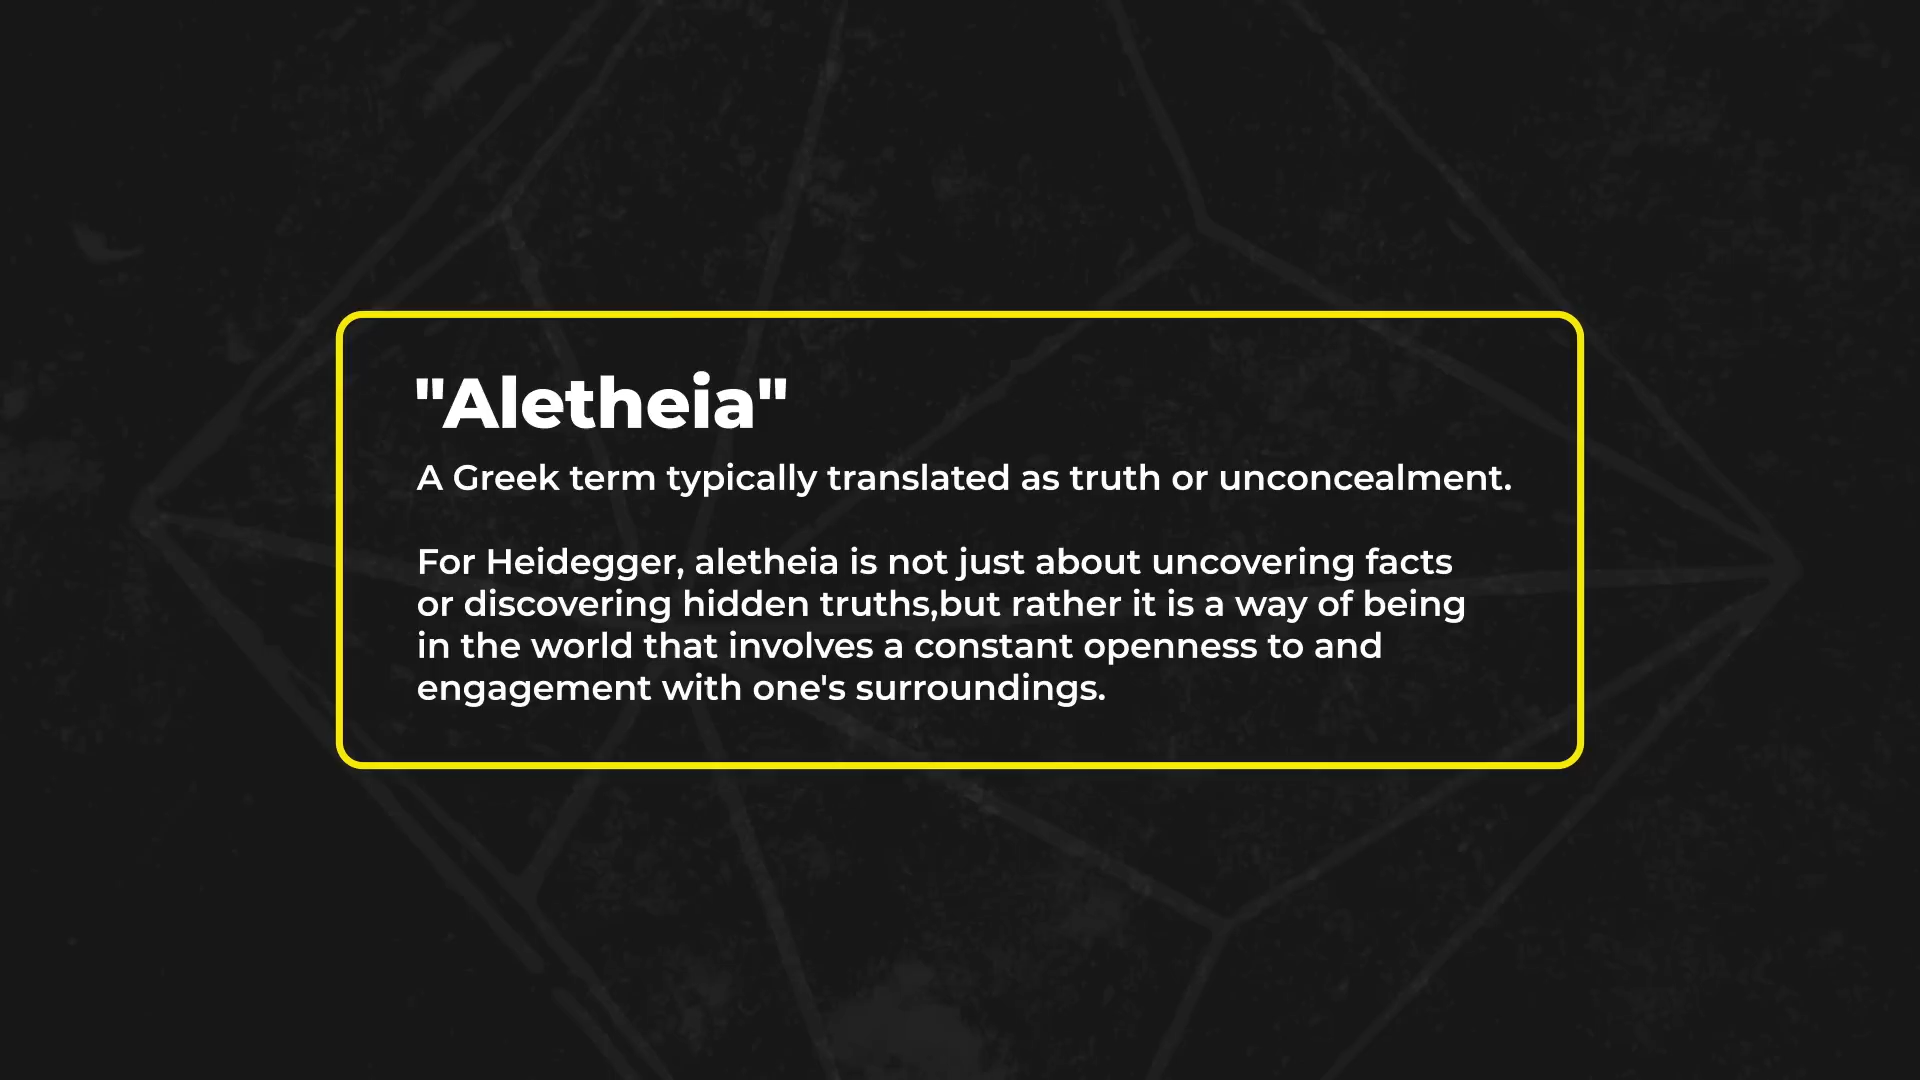 "Aletheia"
A Greek term typically translated as truth or unconcealment.
For Heidegger, aletheia is not just about uncovering facts
or discovering hidden truths,but rather it is a way of being
in the world that involves a constant openness to and
engagement with one's surroundings.